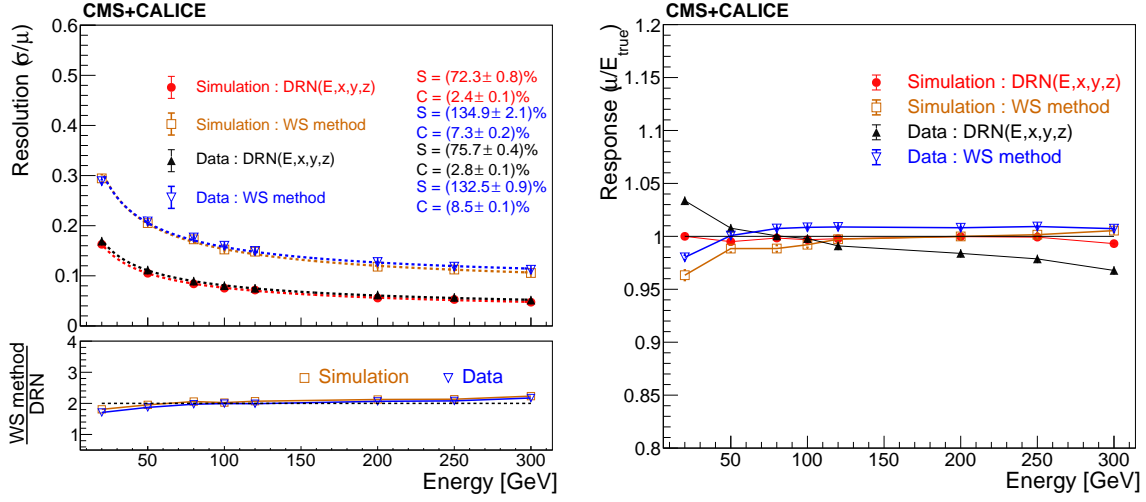 CMS+CALICE
Resolution (σ/μ)
0.6
0.5
0.4
0.3
0.2
0.1
0
Simulation : DRN(E,x,y,z)
Simulation : WS method
Data : DRN(E,x,y,z)
Data : WS method
S = (72.3± 0.8)%
C = (2.4± 0.1)%
S = (134.9± 2.1)%
C = (7.3± 0.2)%
S = (75.7± 0.4)%
C = (2.8± 0.1)%
S = (132.5± 0.9)%
C = (8.5± 0.1)%
WS method
DRN
4
3
2
1
Simulation
Data
50 100 150 200 250 300
Energy [GeV]
CMS+CALICE
Response (μ/E_true)
1.2
1.15
1.1
1.05
1
0.95
0.9
0.85
0.8
Simulation : DRN(E,x,y,z)
Simulation : WS method
Data : DRN(E,x,y,z)
Data : WS method
50 100 150 200 250 300
Energy [GeV]